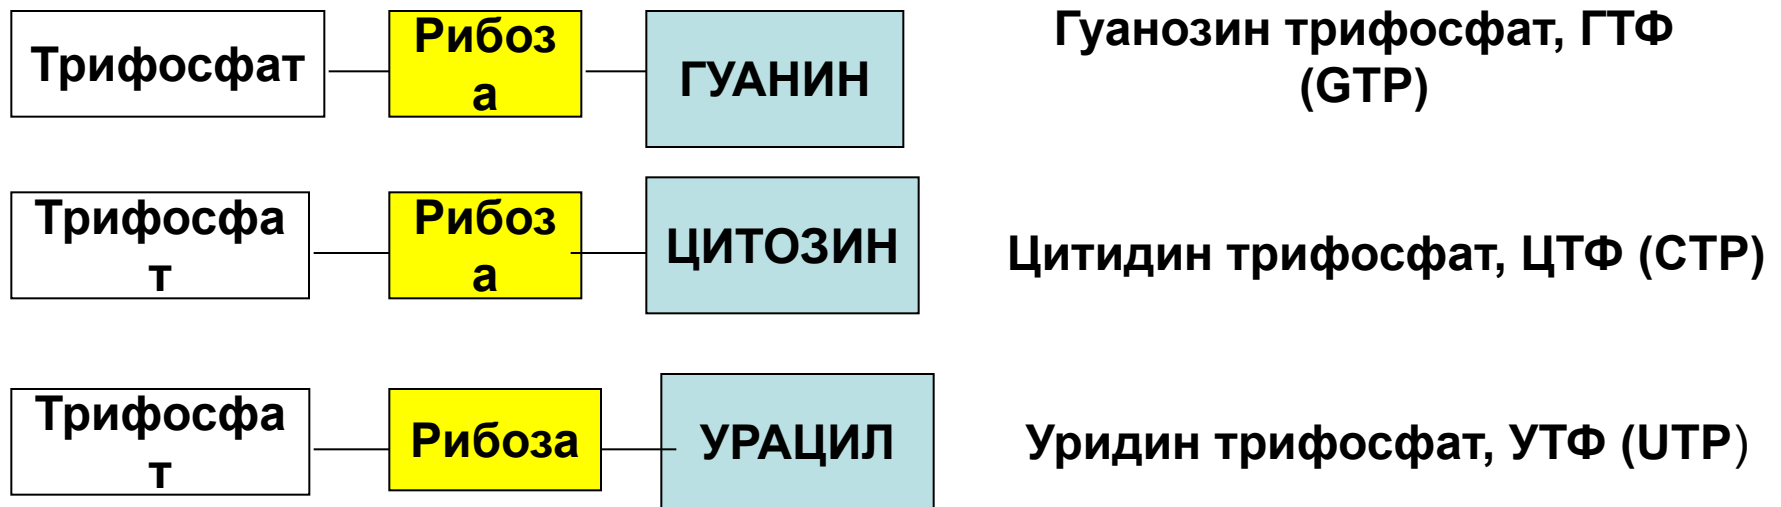 Трифосфат
Рибоз
а
ГУАНИН
Гуанозин трифосфат, ГТФ
(GTP)
Трифосфа
т
Рибоз
а
ЦИТОЗИН
Цитидин трифосфат, ЦТФ (CTP)
Трифосфа
т
Рибоза
УРАЦИЛ
Уридин трифосфат, УТФ (UTP)